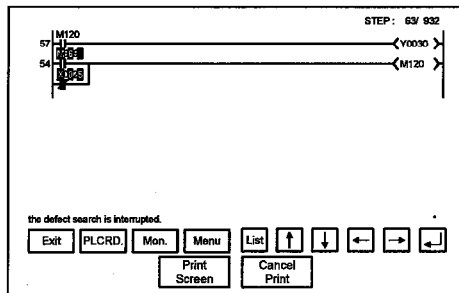 STEP: 63/ 932
M120
57
Y0030
54
M120
the defect search is interrupted.
Exit PLCRD. Mon. Menu List
Print Screen Cancel Print